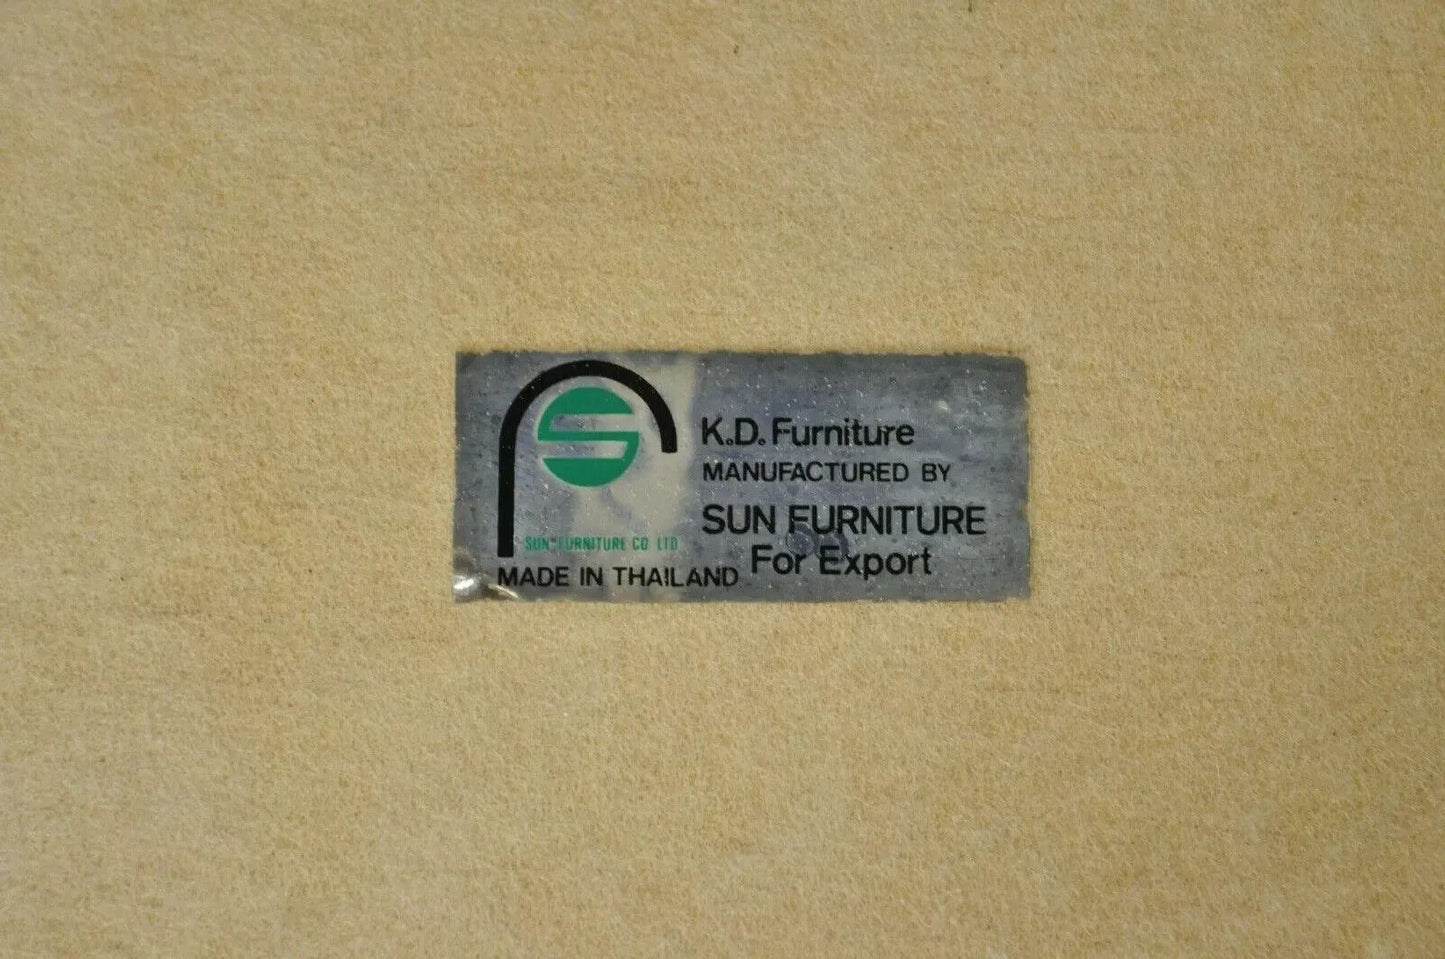 S
SUN FURNITURE CO LTD
MADE IN THAILAND
K.D. Furniture
MANUFACTURED BY
SUN FURNITURE
For Export